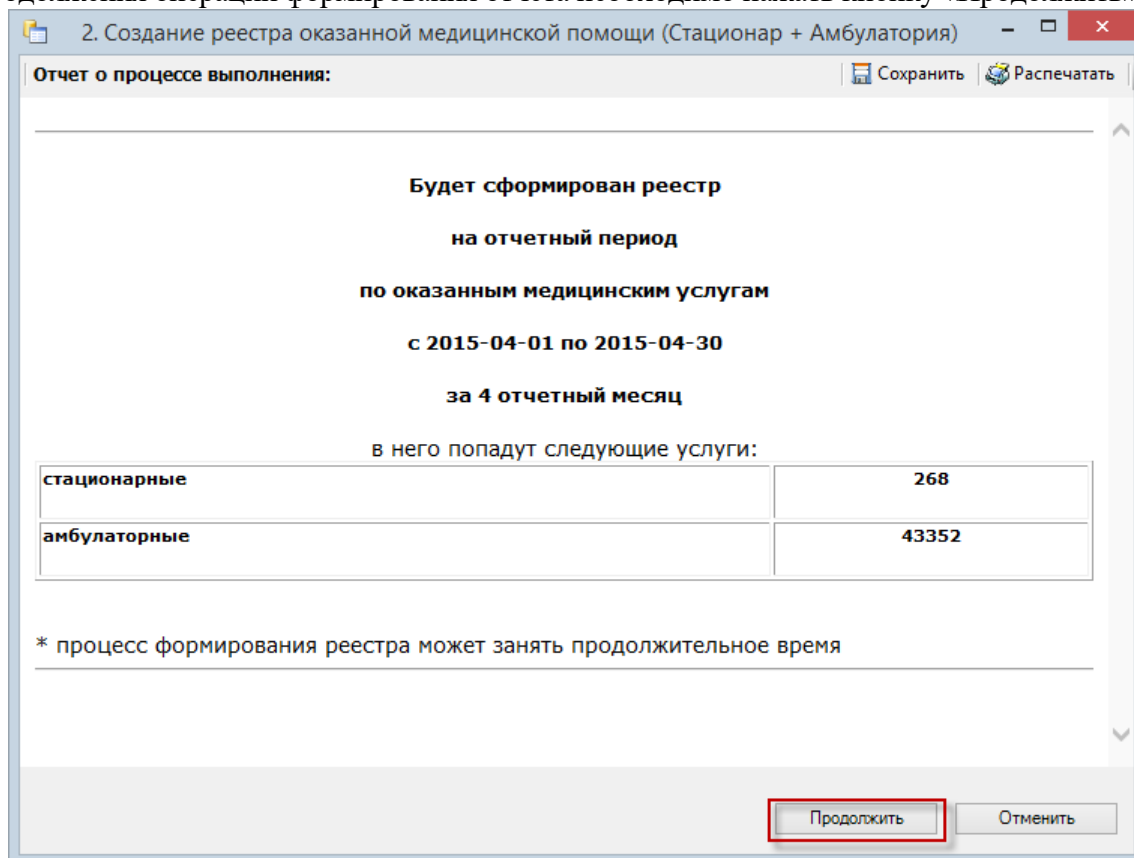 2. Создание реестра оказанной медицинской помощи (Стационар + Амбулатория)
Отчет о процессе выполнения:
Сохранить
Распечатать
Будет сформирован реестр
на отчетный период
по оказанным медицинским услугам
с 2015-04-01 по 2015-04-30
за 4 отчетный месяц
в него попадут следующие услуги:
стационарные 268
амбулаторные 43352
* процесс формирования реестра может занять продолжительное время
Продолжить
Отменить